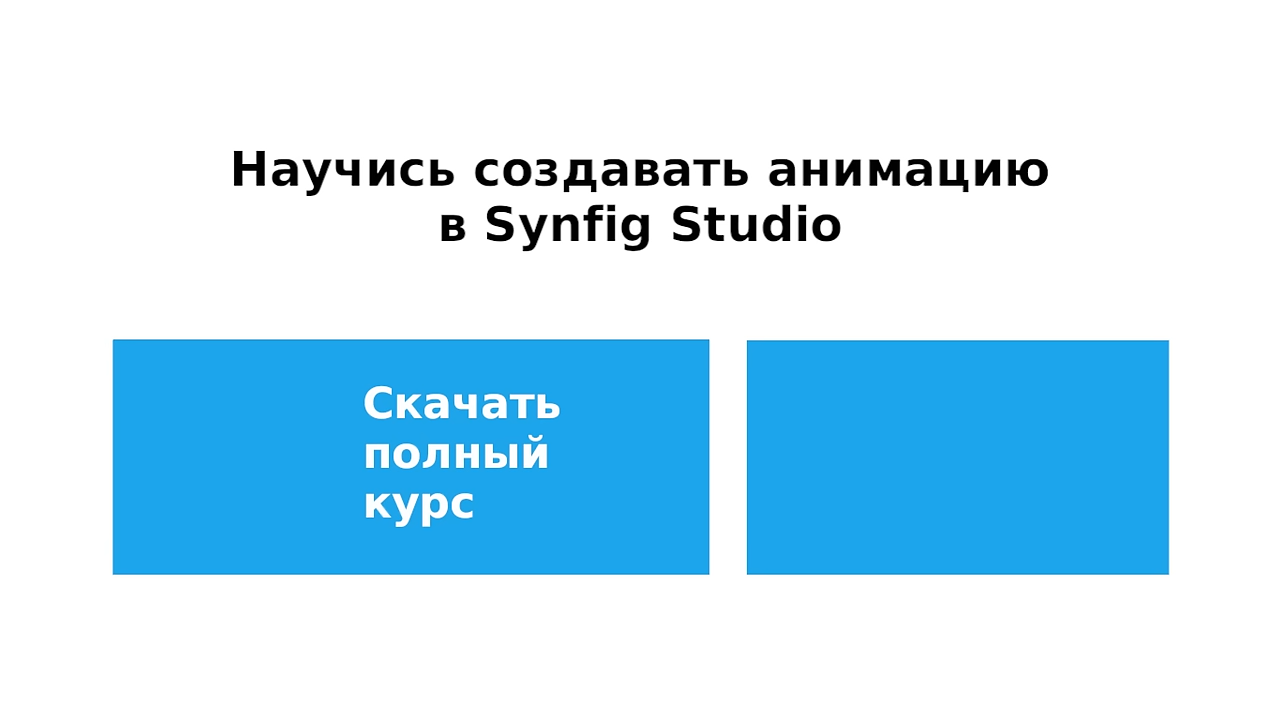 Научись создавать анимацию
в Synfig Studio
Скачать
полный
курс